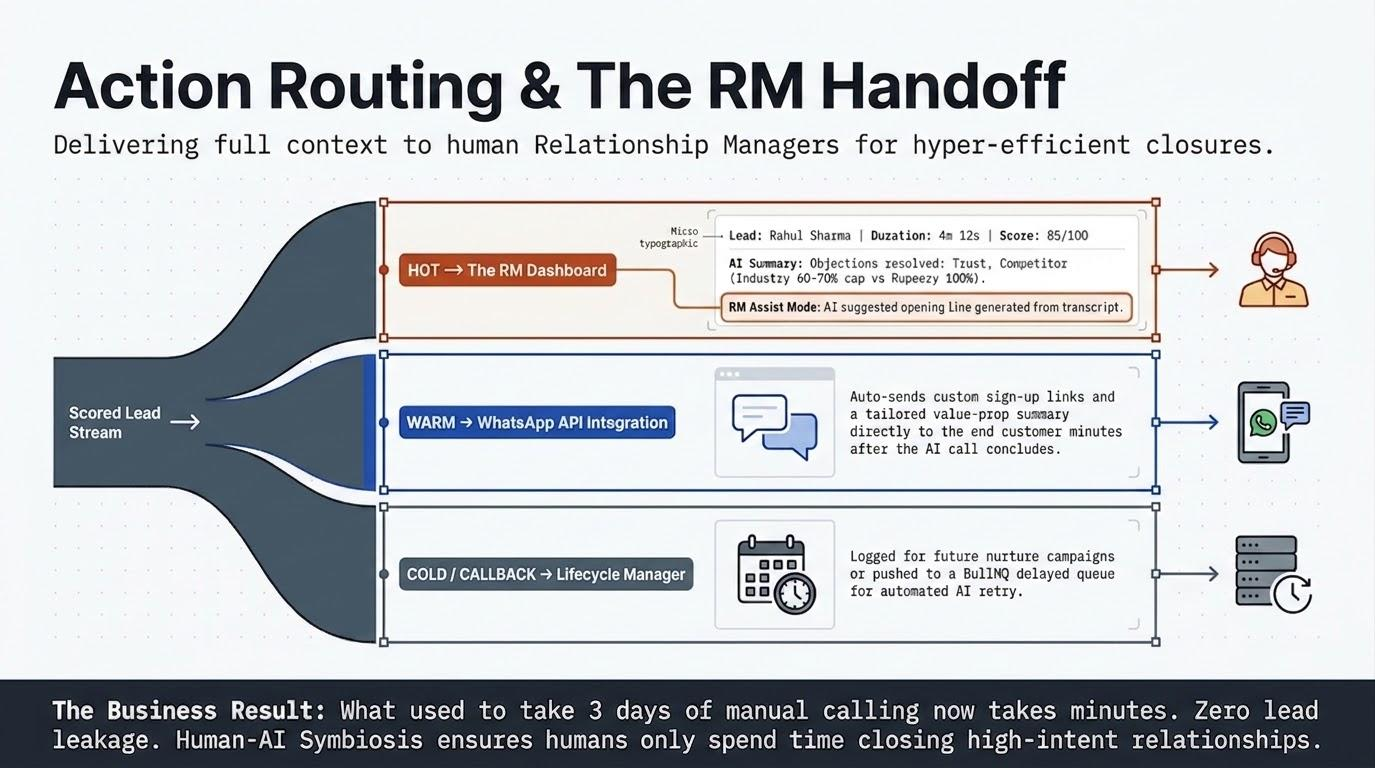 Action Routing & The RM Handoff
Delivering full context to human Relationship Managers for hyper-efficient closures.
Scored Lead →
Stream
HOT → The RM Dashboard
Micso
typograpkic
Lead: Rahul Sharma | Duzation: 4m 12s | Score: 85/100
AI Summary: Objections resolved: Trust, Competitor
(Industry 60-70% cap vs Rupeezy 100%).
RM Assist Mode: AI suggested opening Line generated from transcript.
WARM → WhatsApp API Intsgration
Auto-sends custom sign-up links and
a tailored value-prop summary
directly to the end customer minutes
after the AI call concludes.
COLD / CALLBACK → Lifecycle Manager
Logged for future nurture campaigns
or pushed to a BullNQ delayed queue
for automated AI retry.
The Business Result: What used to take 3 days of manual calling now takes minutes. Zero lead
leakage. Human-AI Symbiosis ensures humans only spend time closing high-intent relationships.